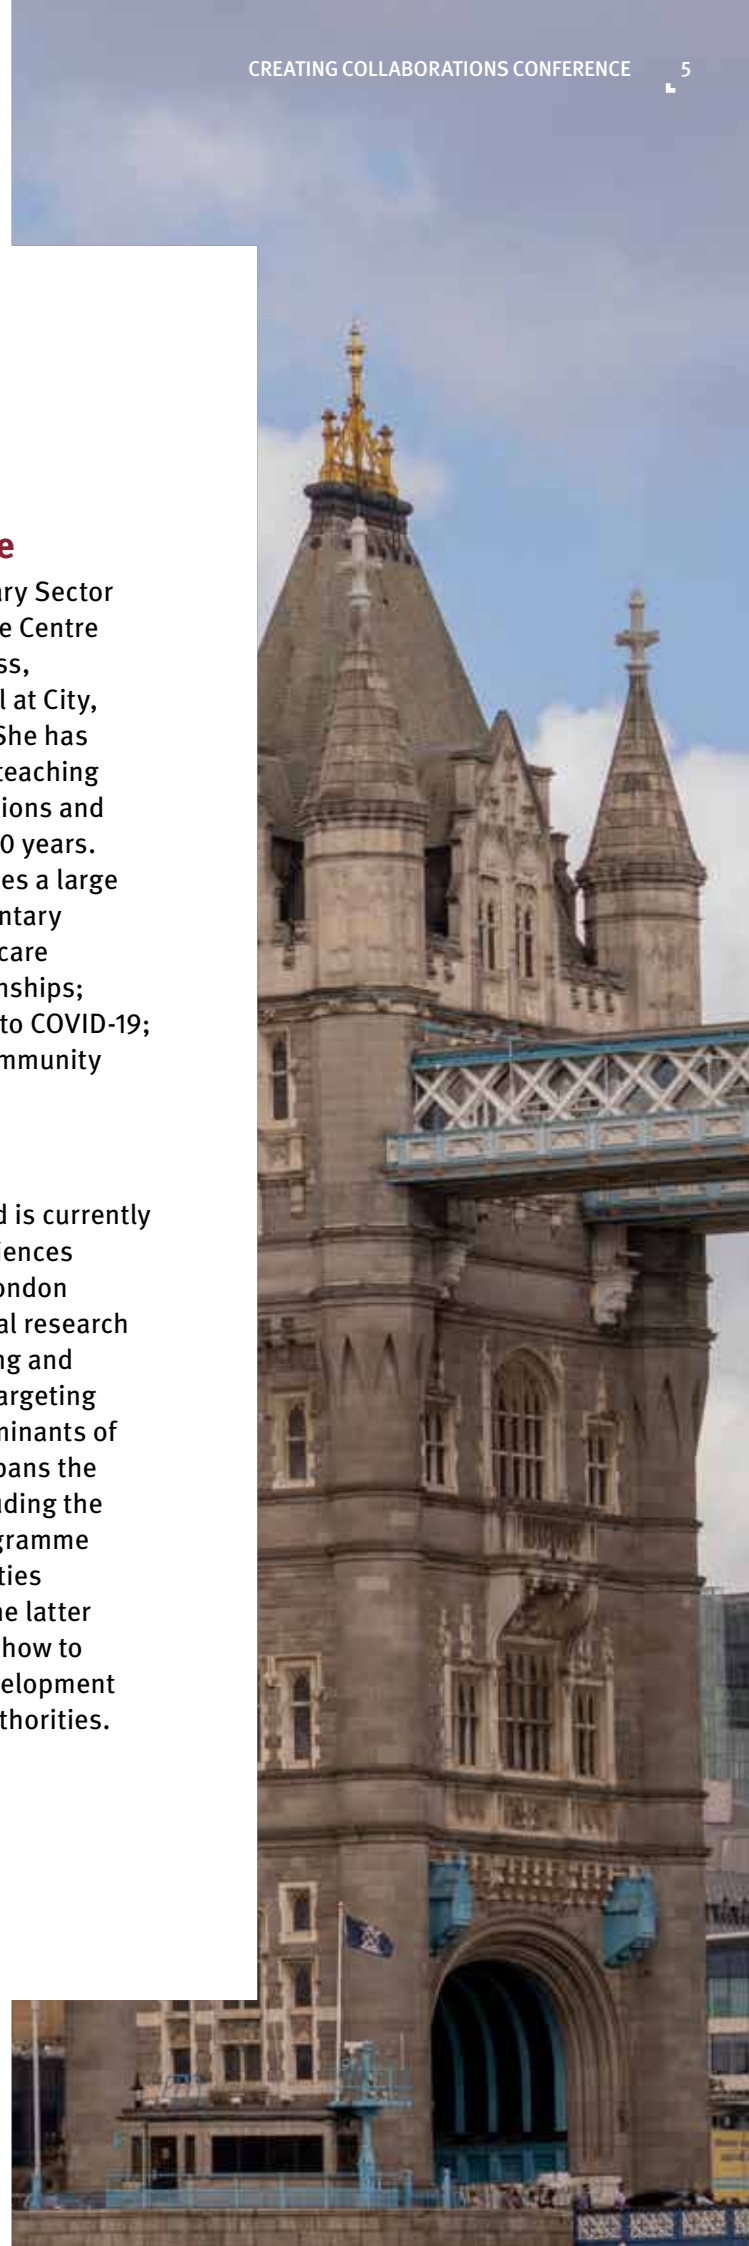 CREATING COLLABORATIONS CONFERENCE 5
e
ary Sector
e Centre
ss,
l at City,
She has
teaching
ions and
0 years.
es a large
ntary
care
nships;
to COVID-19;
mmunity
d is currently
iences
ondon
al research
ng and
argeting
minants of
pans the
uding the
gramme
ties
he latter
how to
velopment
thorities.